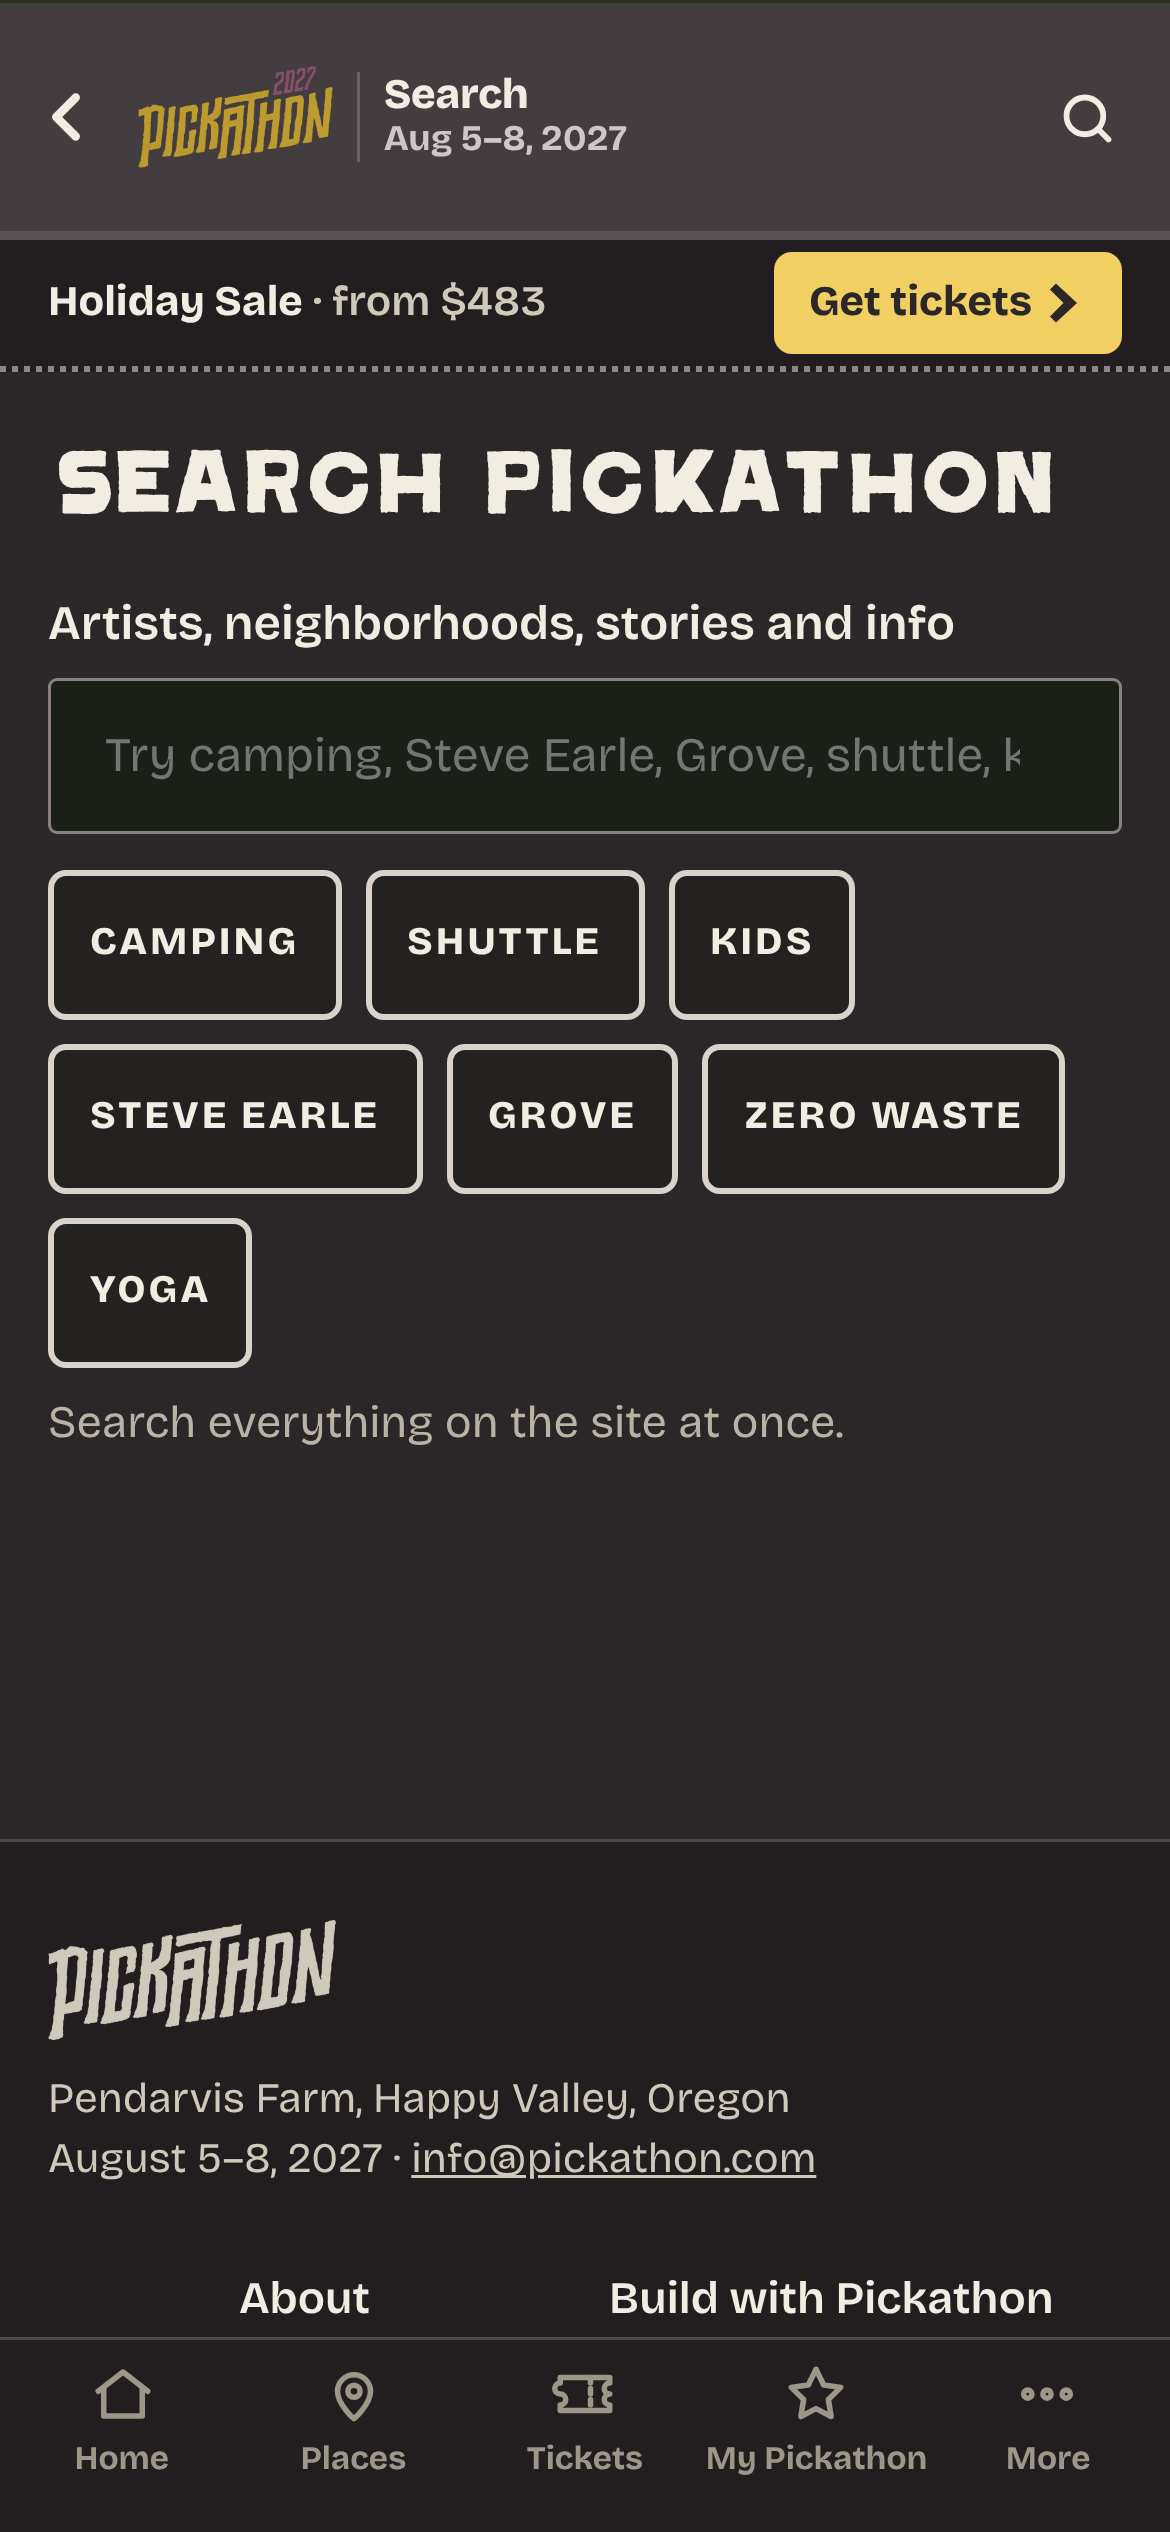 2027
PICKATHON
Search
Aug 5–8, 2027
Holiday Sale · from $483
Get tickets
SEARCH PICKATHON
Artists, neighborhoods, stories and info
Try camping, Steve Earle, Grove, shuttle, k
CAMPING
SHUTTLE
KIDS
STEVE EARLE
GROVE
ZERO WASTE
YOGA
Search everything on the site at once.
PICKATHON
Pendarvis Farm, Happy Valley, Oregon
August 5–8, 2027 · info@pickathon.com
About
Build with Pickathon
Home
Places
Tickets
My Pickathon
More